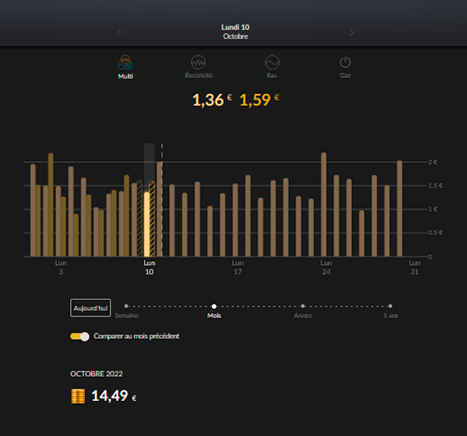 Lundi 10
Octobre
Multi
Électricité
Eau
Gaz
1,36 € 1,59 €
2 €
1,5 €
1 €
0,5 €
0
Lun
3
Lun
10
Lun
17
Lun
24
Lun
31
Aujourd'hui
Semaine
Mois
Année
5 ans
Comparer au mois précédent
OCTOBRE 2022
14,49 €